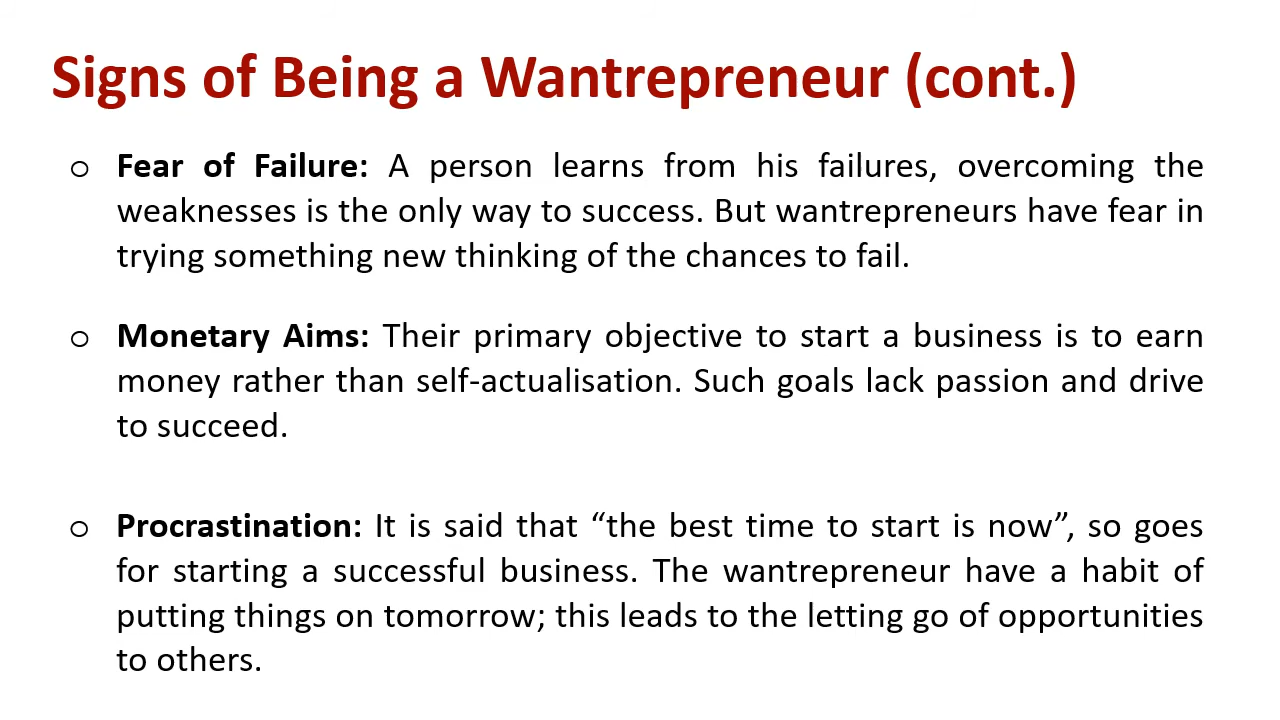 Signs of Being a Wantrepreneur (cont.)
o Fear of Failure: A person learns from his failures, overcoming the
weaknesses is the only way to success. But wantrepreneurs have fear in
trying something new thinking of the chances to fail.
o Monetary Aims: Their primary objective to start a business is to earn
money rather than self-actualisation. Such goals lack passion and drive
to succeed.
o Procrastination: It is said that “the best time to start is now”, so goes
for starting a successful business. The wantrepreneur have a habit of
putting things on tomorrow; this leads to the letting go of opportunities
to others.